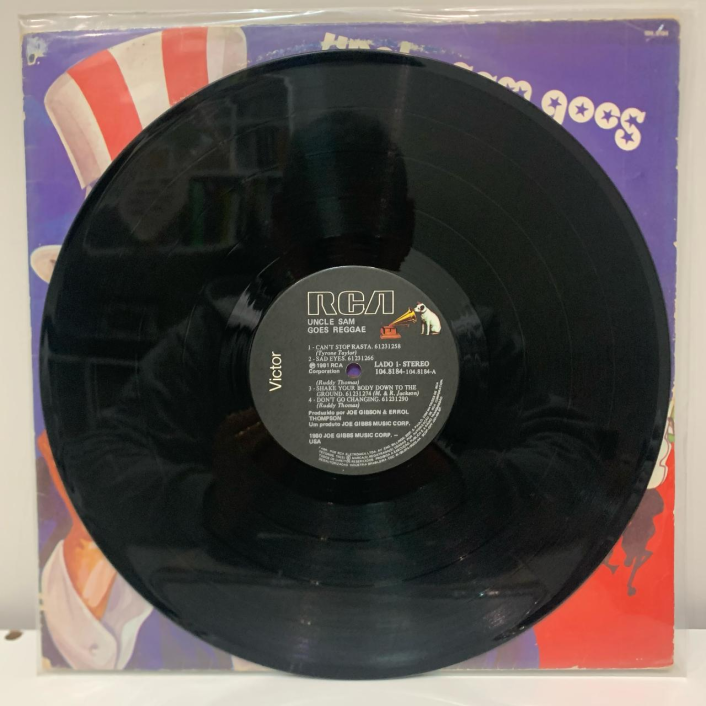 Sam goes
RCA
UNCLE SAM
GOES REGGAE
Victor
1 - CAN'T STOP RASTA. 61231258
(Tyrone Taylor)
2 - SAD EYES. 61231266
℗ 1981 RCA
Corporation
LADO 1 - STEREO
104.8184-104.8184-A
(Ruddy Thomas)
3 - SHAKE YOUR BODY DOWN TO THE
GROUND. 61231274 (M. & R. Jackson)
4 - DON'T GO CHANGING. 61231290
(Ruddy Thomas)
Produzido por JOE GIBSON & ERROL
THOMPSON
Um produto JOE GIBBS MUSIC CORP.
1980 JOE GIBBS MUSIC CORP. -
USA